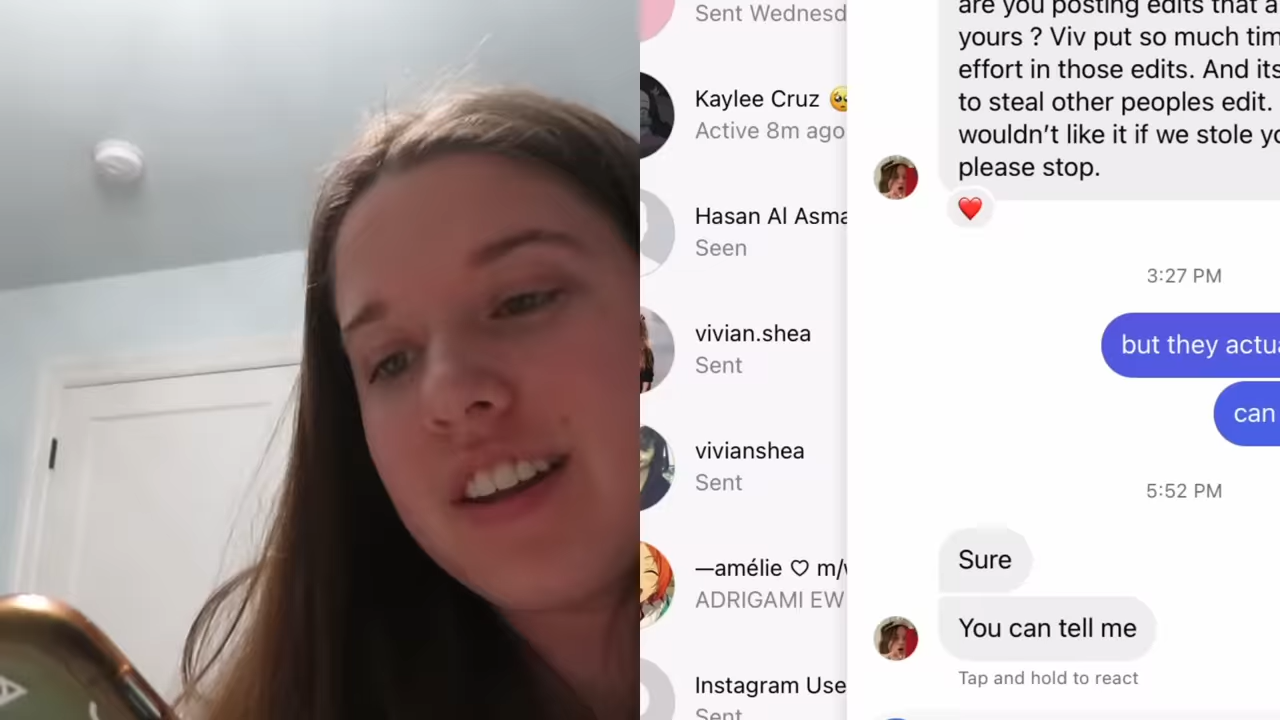 Sent Wednesd
Kaylee Cruz 🥺
Active 8m ago
Hasan Al Asma
Seen
vivian.shea
Sent
vivianshea
Sent
—amélie ♡ m/w
ADRIGAMI EW
Instagram Use
Sent
are you posting edits that a
yours ? Viv put so much tim
effort in those edits. And its
to steal other peoples edit.
wouldn't like it if we stole yo
please stop.
❤️
3:27 PM
but they actua
can
5:52 PM
Sure
You can tell me
Tap and hold to react